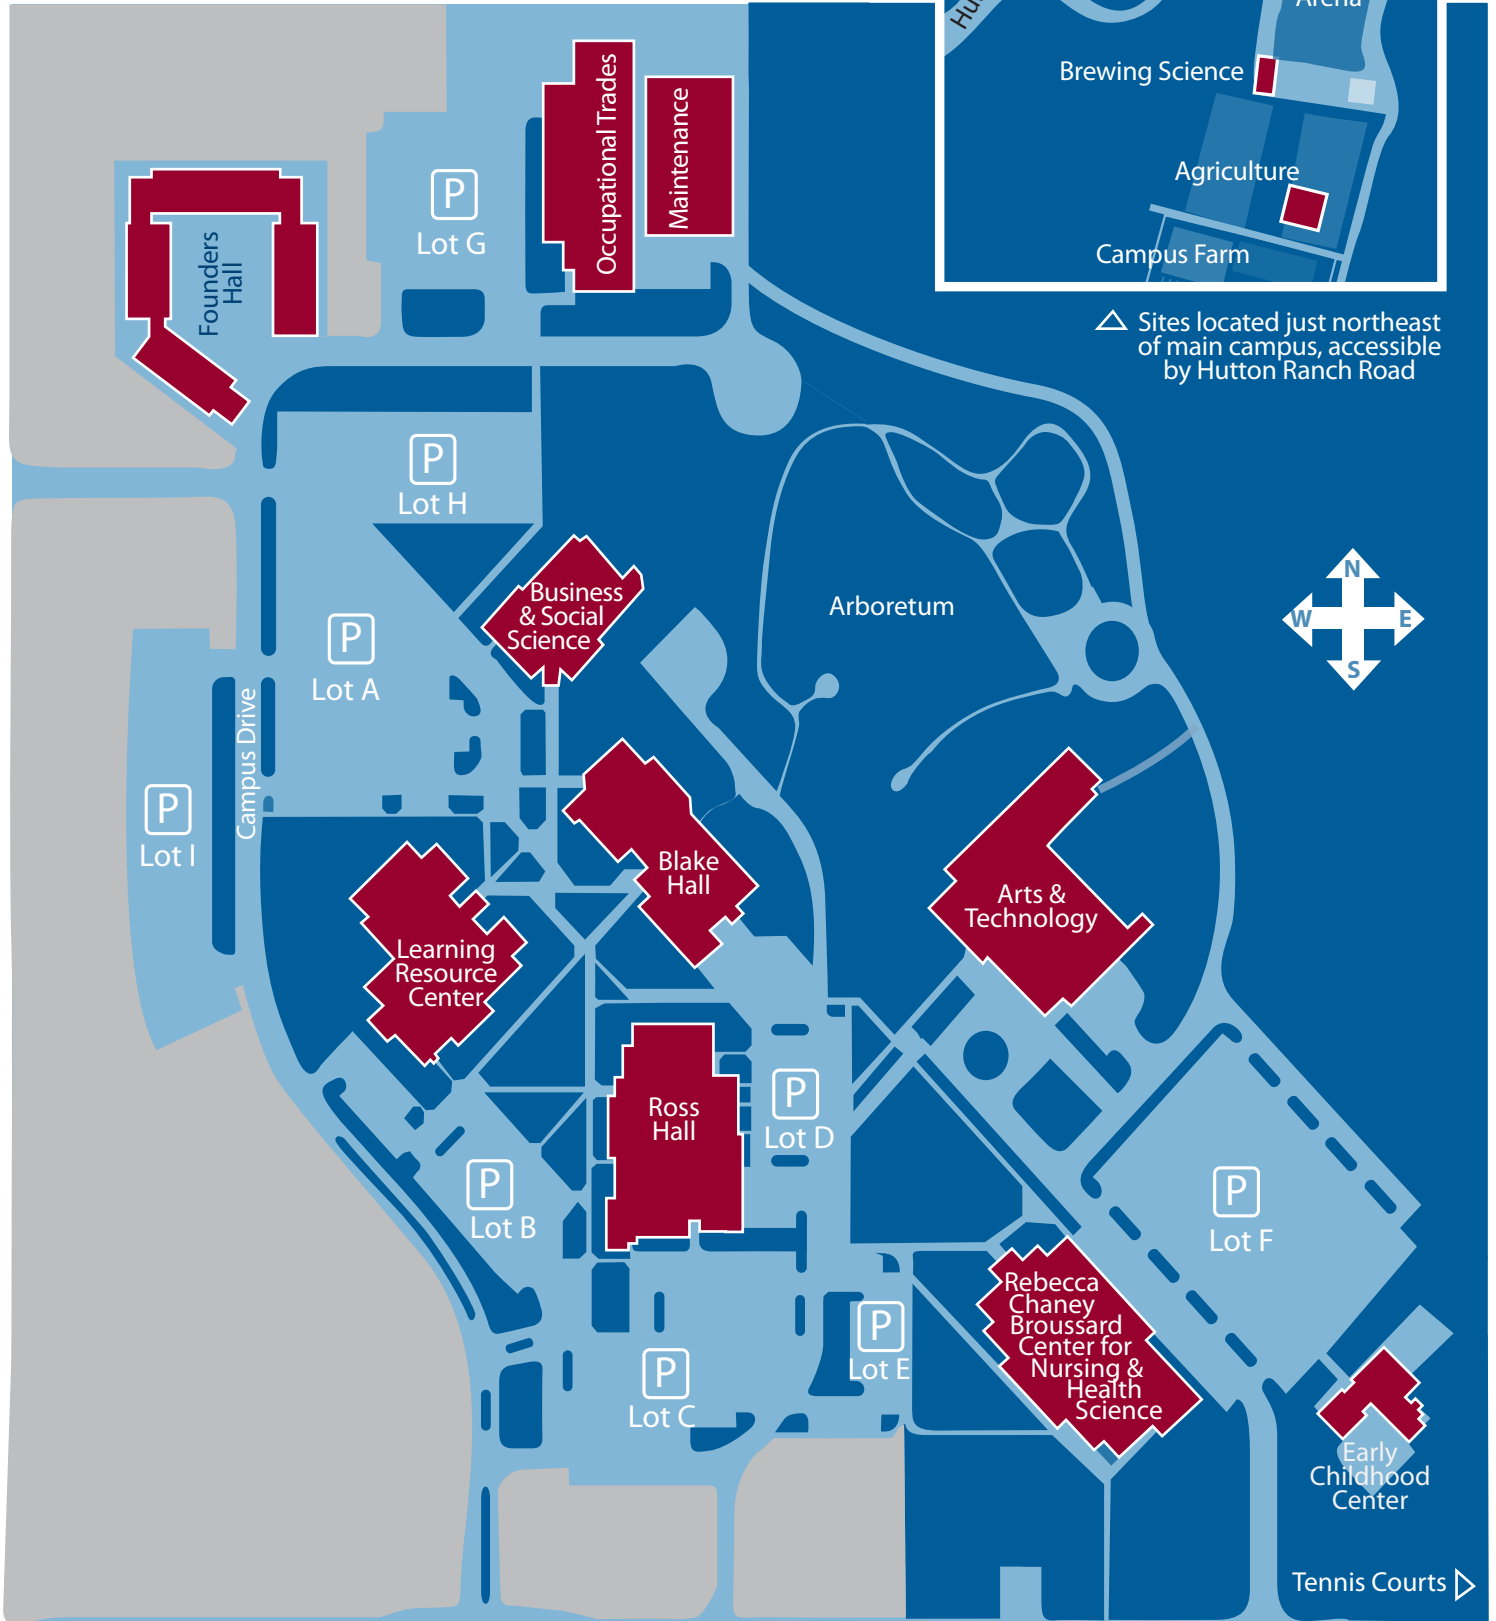 Arena
Hu
Brewing Science
Agriculture
Campus Farm
Sites located just northeast
of main campus, accessible
by Hutton Ranch Road
Occupational Trades
Maintenance
P
Lot G
Founders
Hall
P
Lot H
Business
& Social
Science
Arboretum
N
W
E
S
P
Lot A
Campus Drive
P
Lot I
Blake
Hall
Arts &
Technology
Learning
Resource
Center
Ross
Hall
P
Lot D
P
Lot B
P
Lot F
Rebecca
Chaney
Broussard
Center for
Nursing &
Health
Science
P
Lot E
P
Lot C
Early
Childhood
Center
Tennis Courts